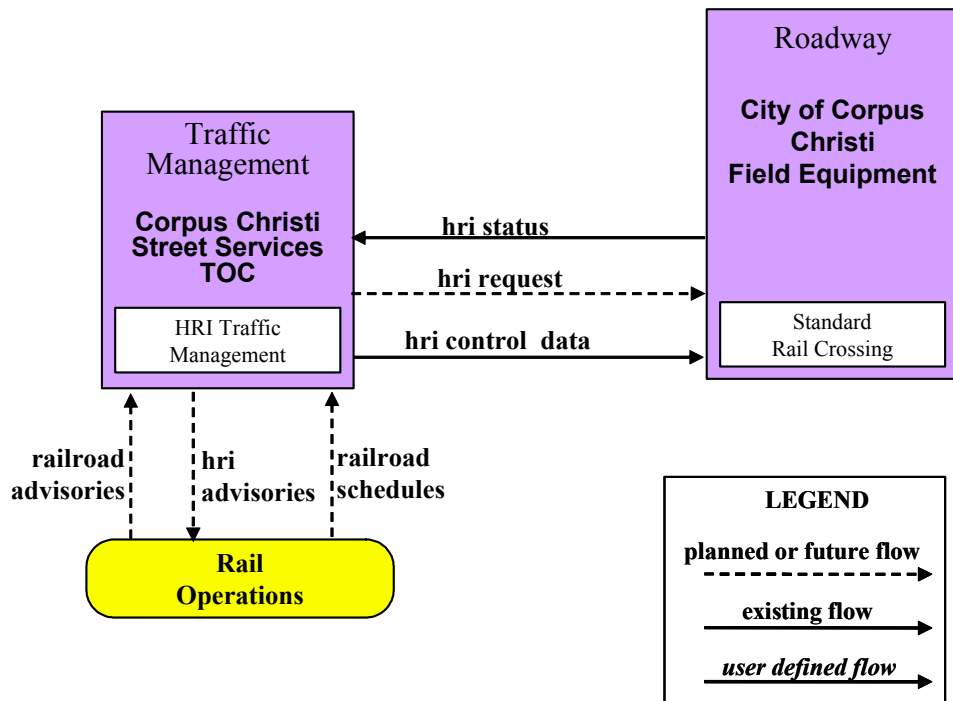 Traffic
Management
Corpus Christi
Street Services
TOC
HRI Traffic
Management
Roadway
City of Corpus
Christi
Field Equipment
Standard
Rail Crossing
hri status
hri request
hri control data
railroad
advisories
hri
advisories
railroad
schedules
Rail
Operations
LEGEND
planned or future flow
existing flow
user defined flow